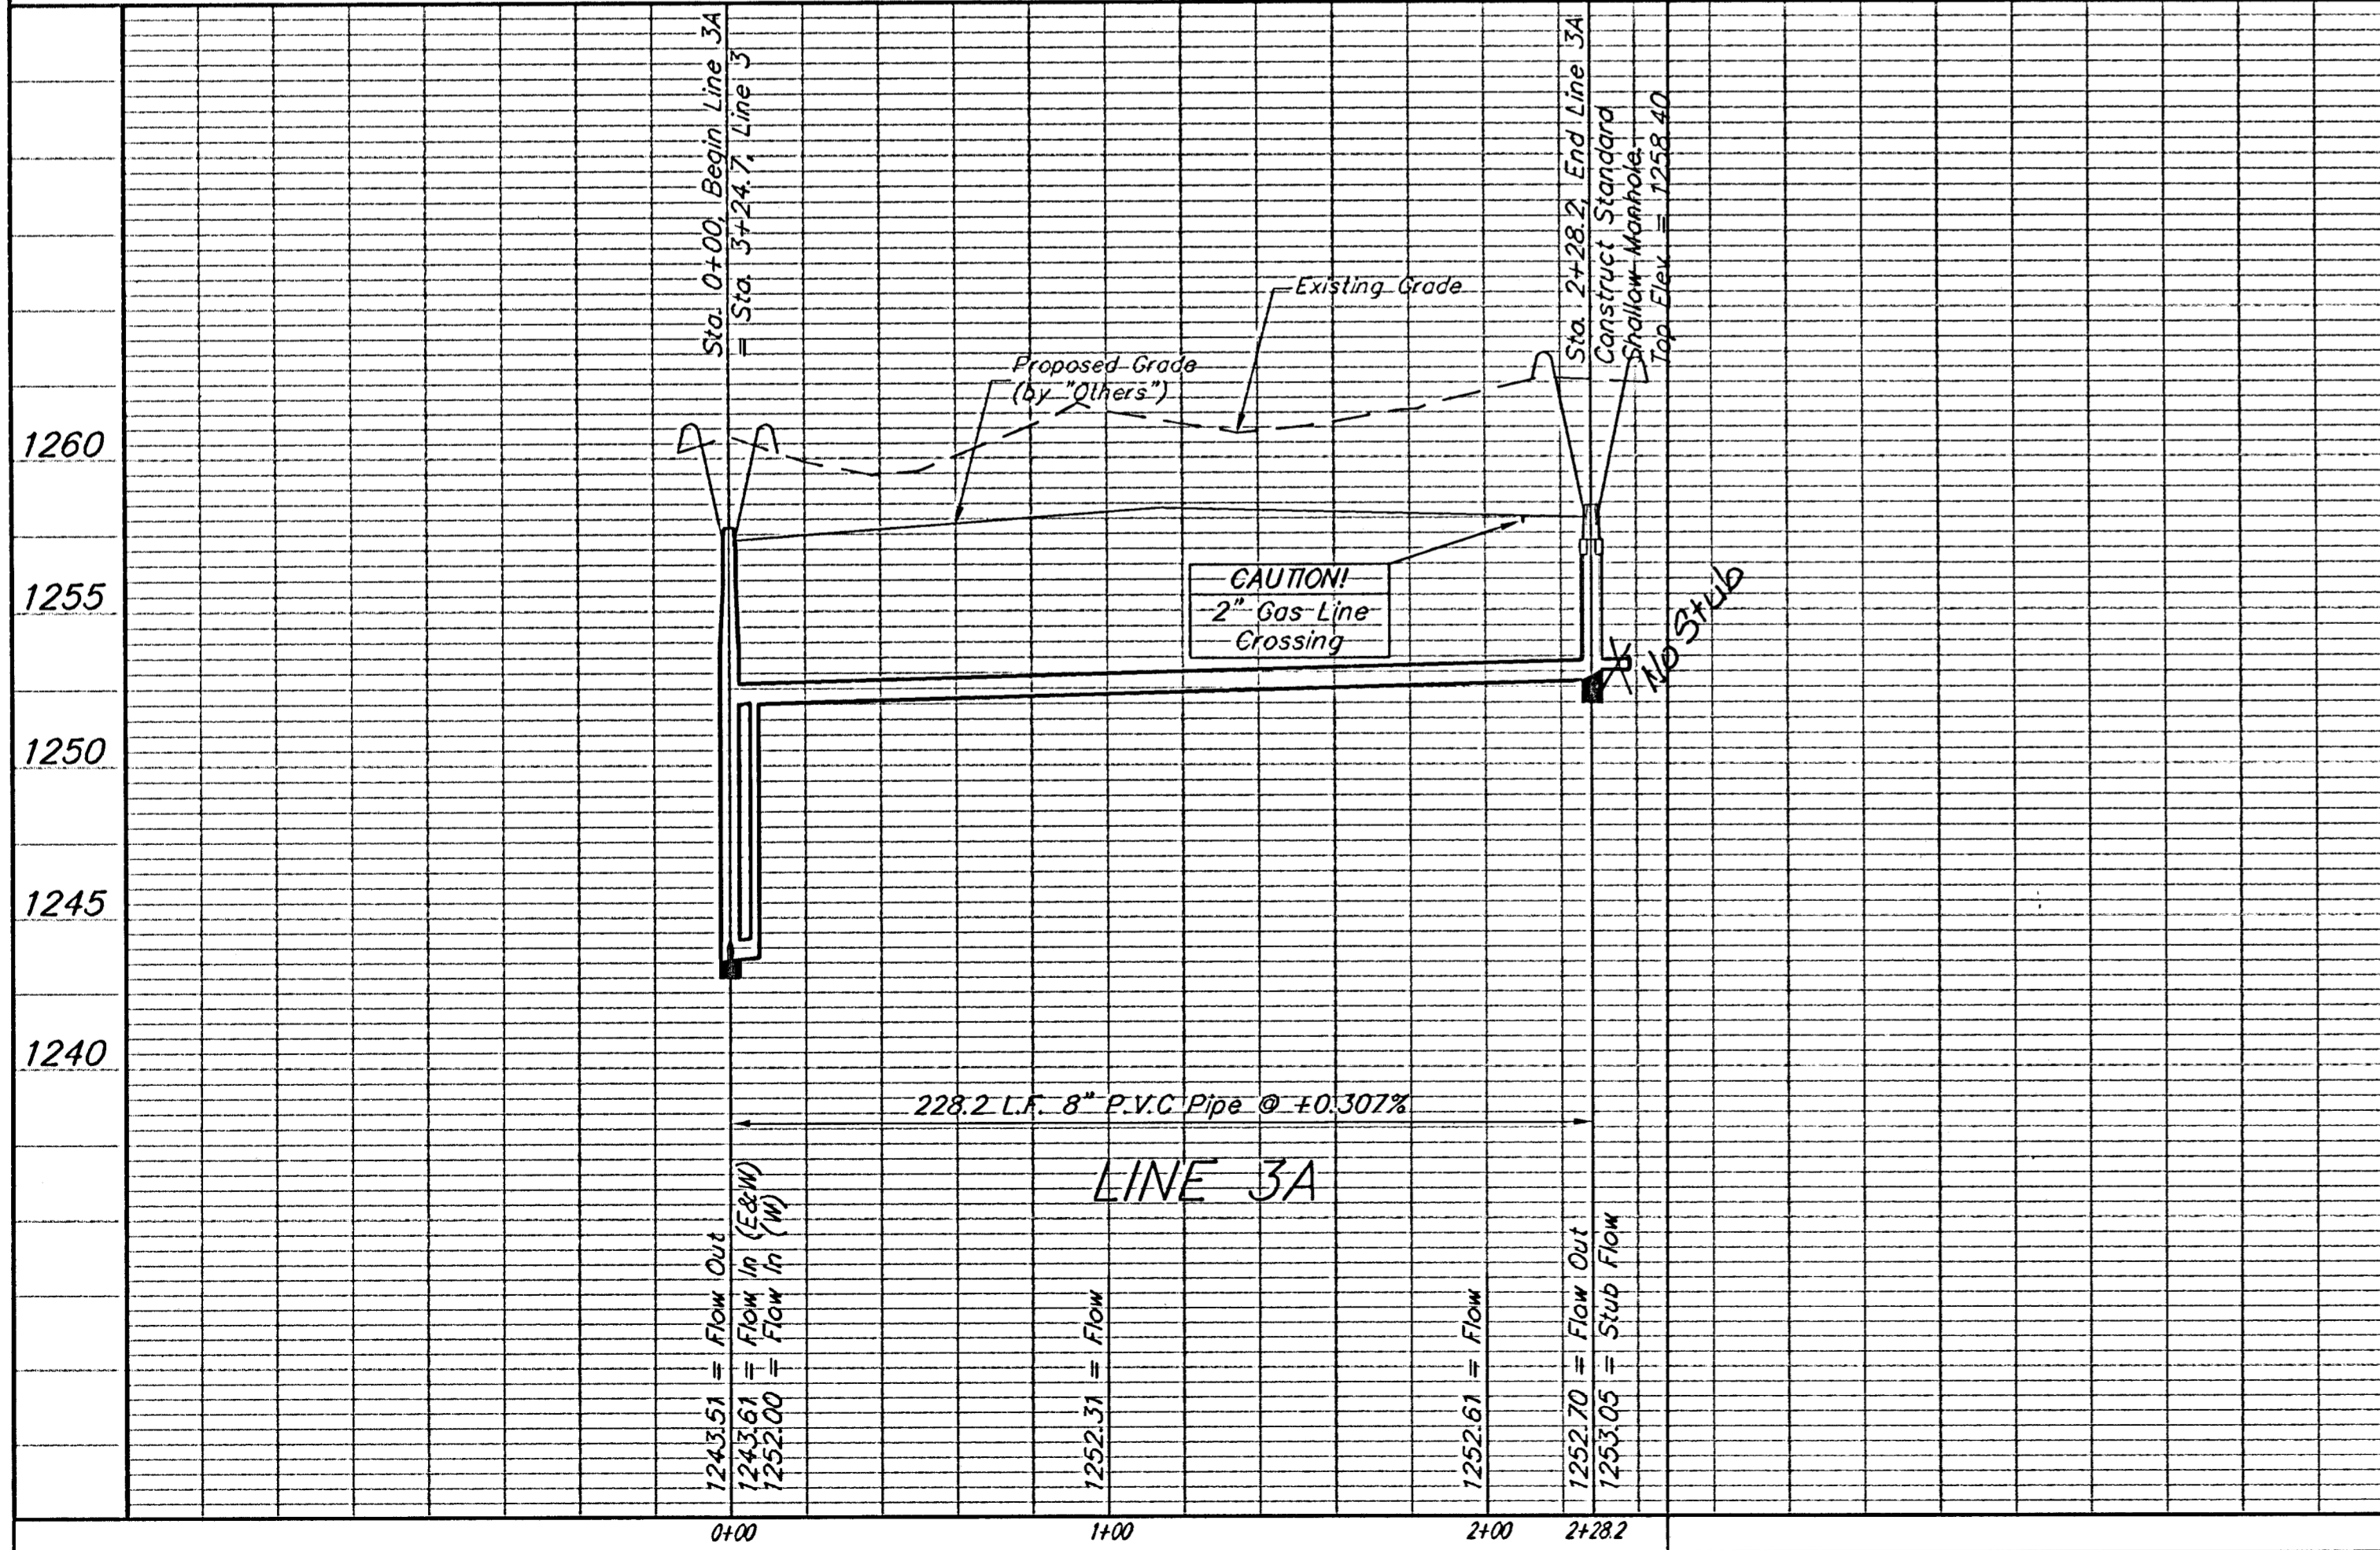 Sta. 0+00, Begin Line 3A
= Sta. 3+24.7, Line 3
Sta. 2+28.2, End Line 3A
Construct Standard
Shallow Manhole
Top Elev. = 1258.40
Existing Grade
Proposed Grade
(by "Others")
1260
1255
1250
1245
1240
CAUTION!
2" Gas Line
Crossing
No Stub
228.2 L.F. 8" P.V.C Pipe @ +0.307%
LINE 3A
1243.51 = Flow Out
1243.61 = Flow In (E&W)
1252.00 = Flow In (W)
1252.31 = Flow
1252.61 = Flow
1252.70 = Flow Out
1253.05 = Stub Flow
0+00
1+00
2+00
2+28.2